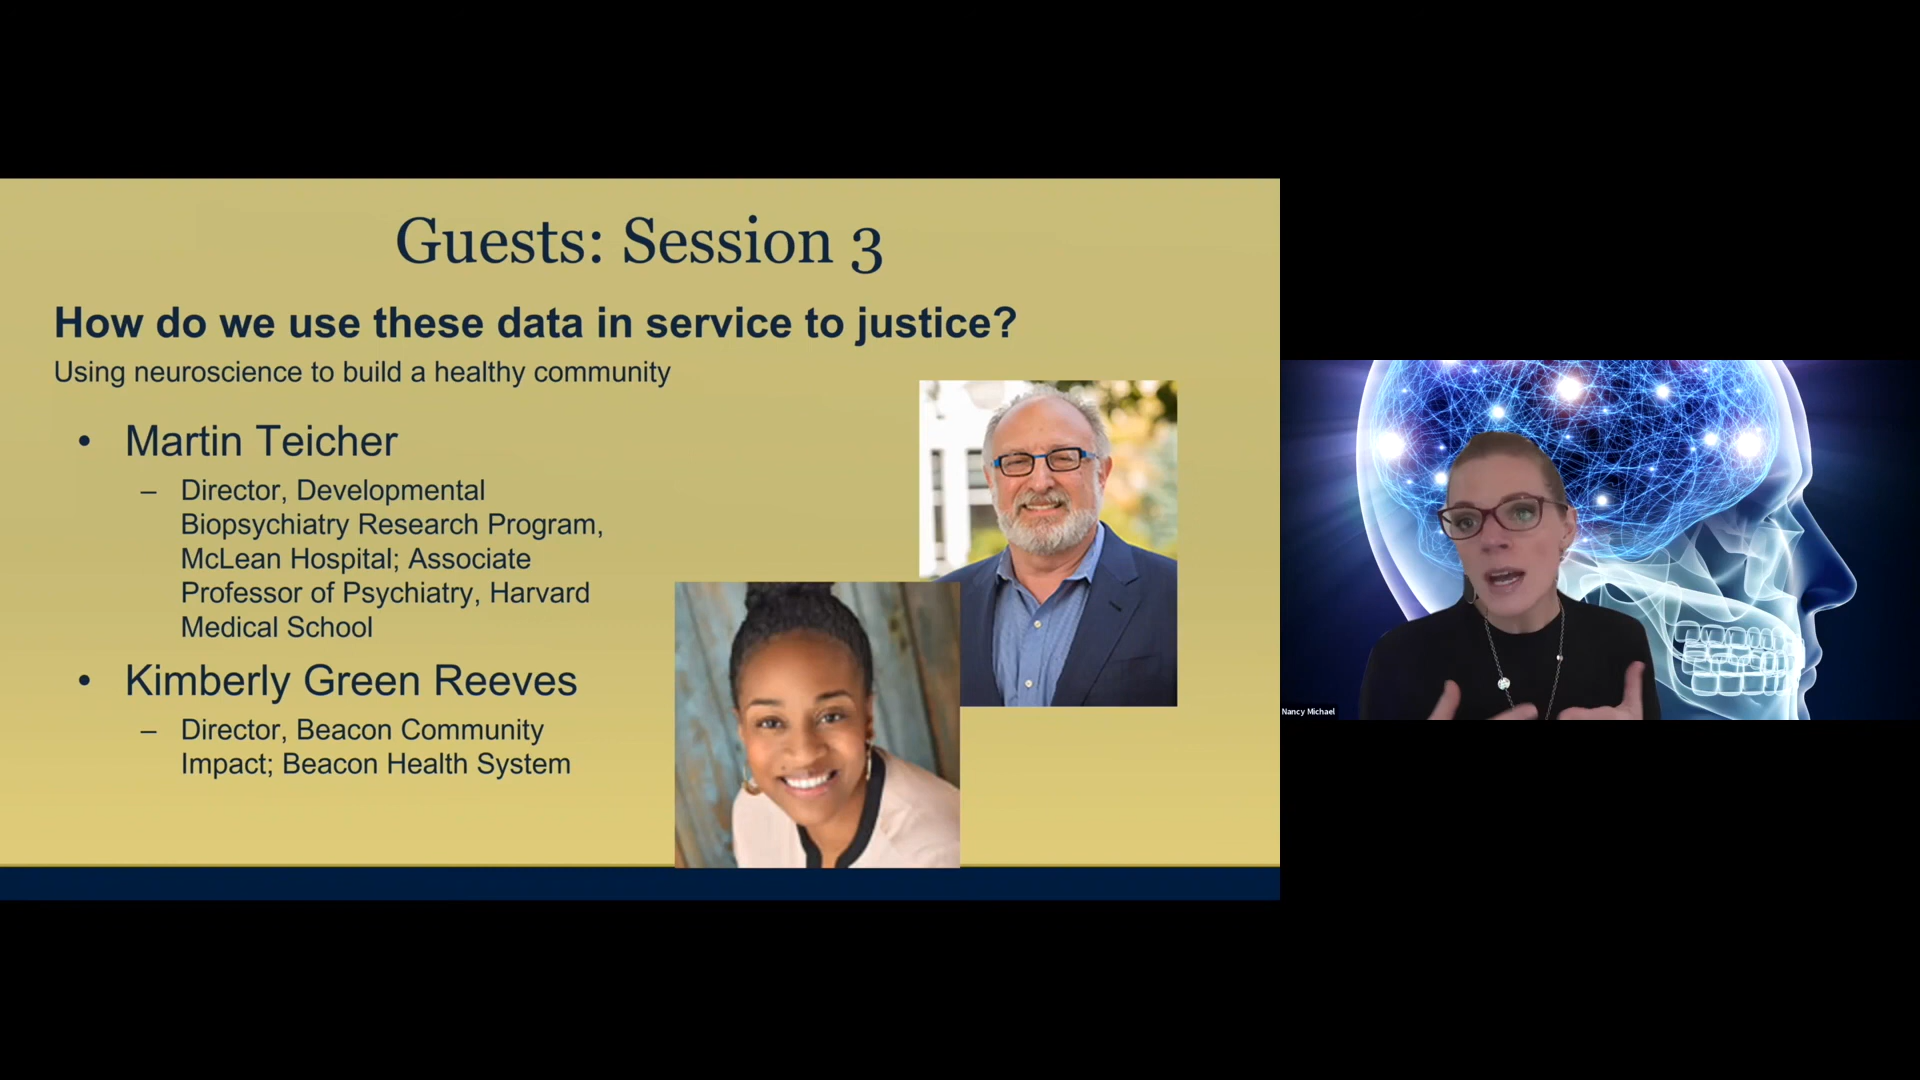 Guests: Session 3
How do we use these data in service to justice?
Using neuroscience to build a healthy community
• Martin Teicher
– Director, Developmental
Biopsychiatry Research Program,
McLean Hospital; Associate
Professor of Psychiatry, Harvard
Medical School
• Kimberly Green Reeves
– Director, Beacon Community
Impact; Beacon Health System
Nancy Michael